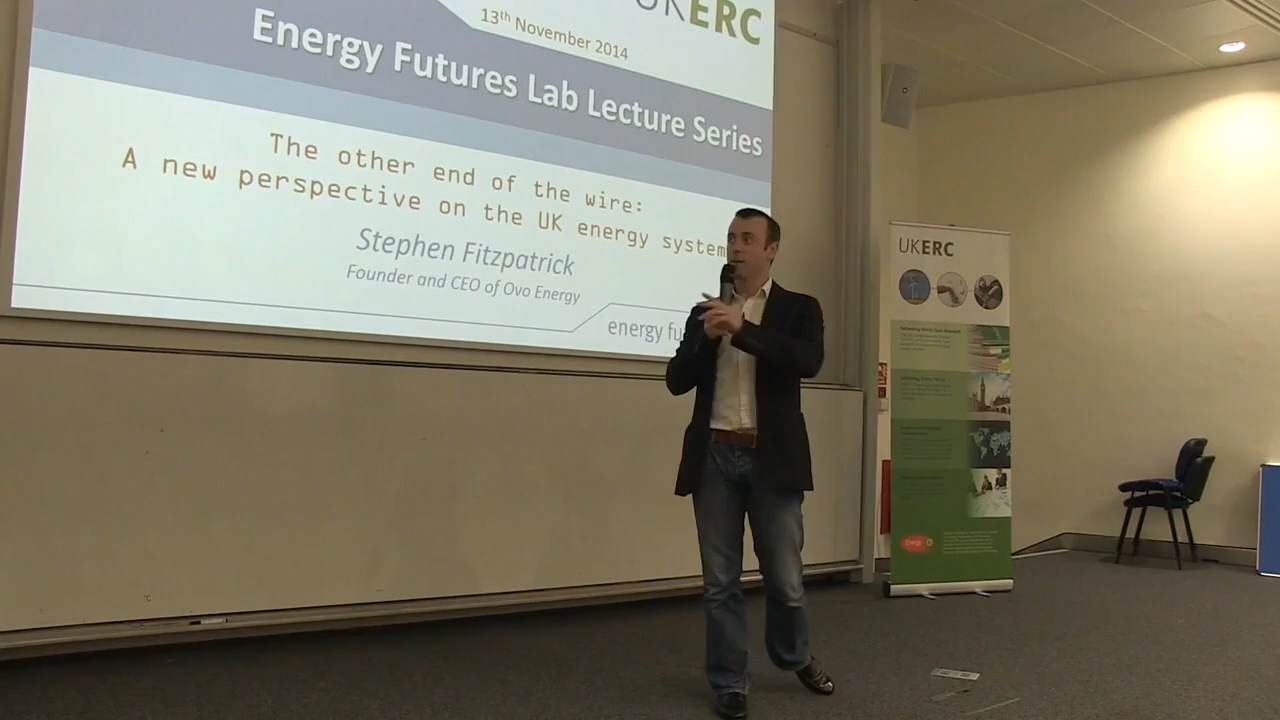 UKERC
13th November 2014
Energy Futures Lab Lecture Series
The other end of the wire:
A new perspective on the UK energy system
Stephen Fitzpatrick
Founder and CEO of Ovo Energy
energy fu
UKERC